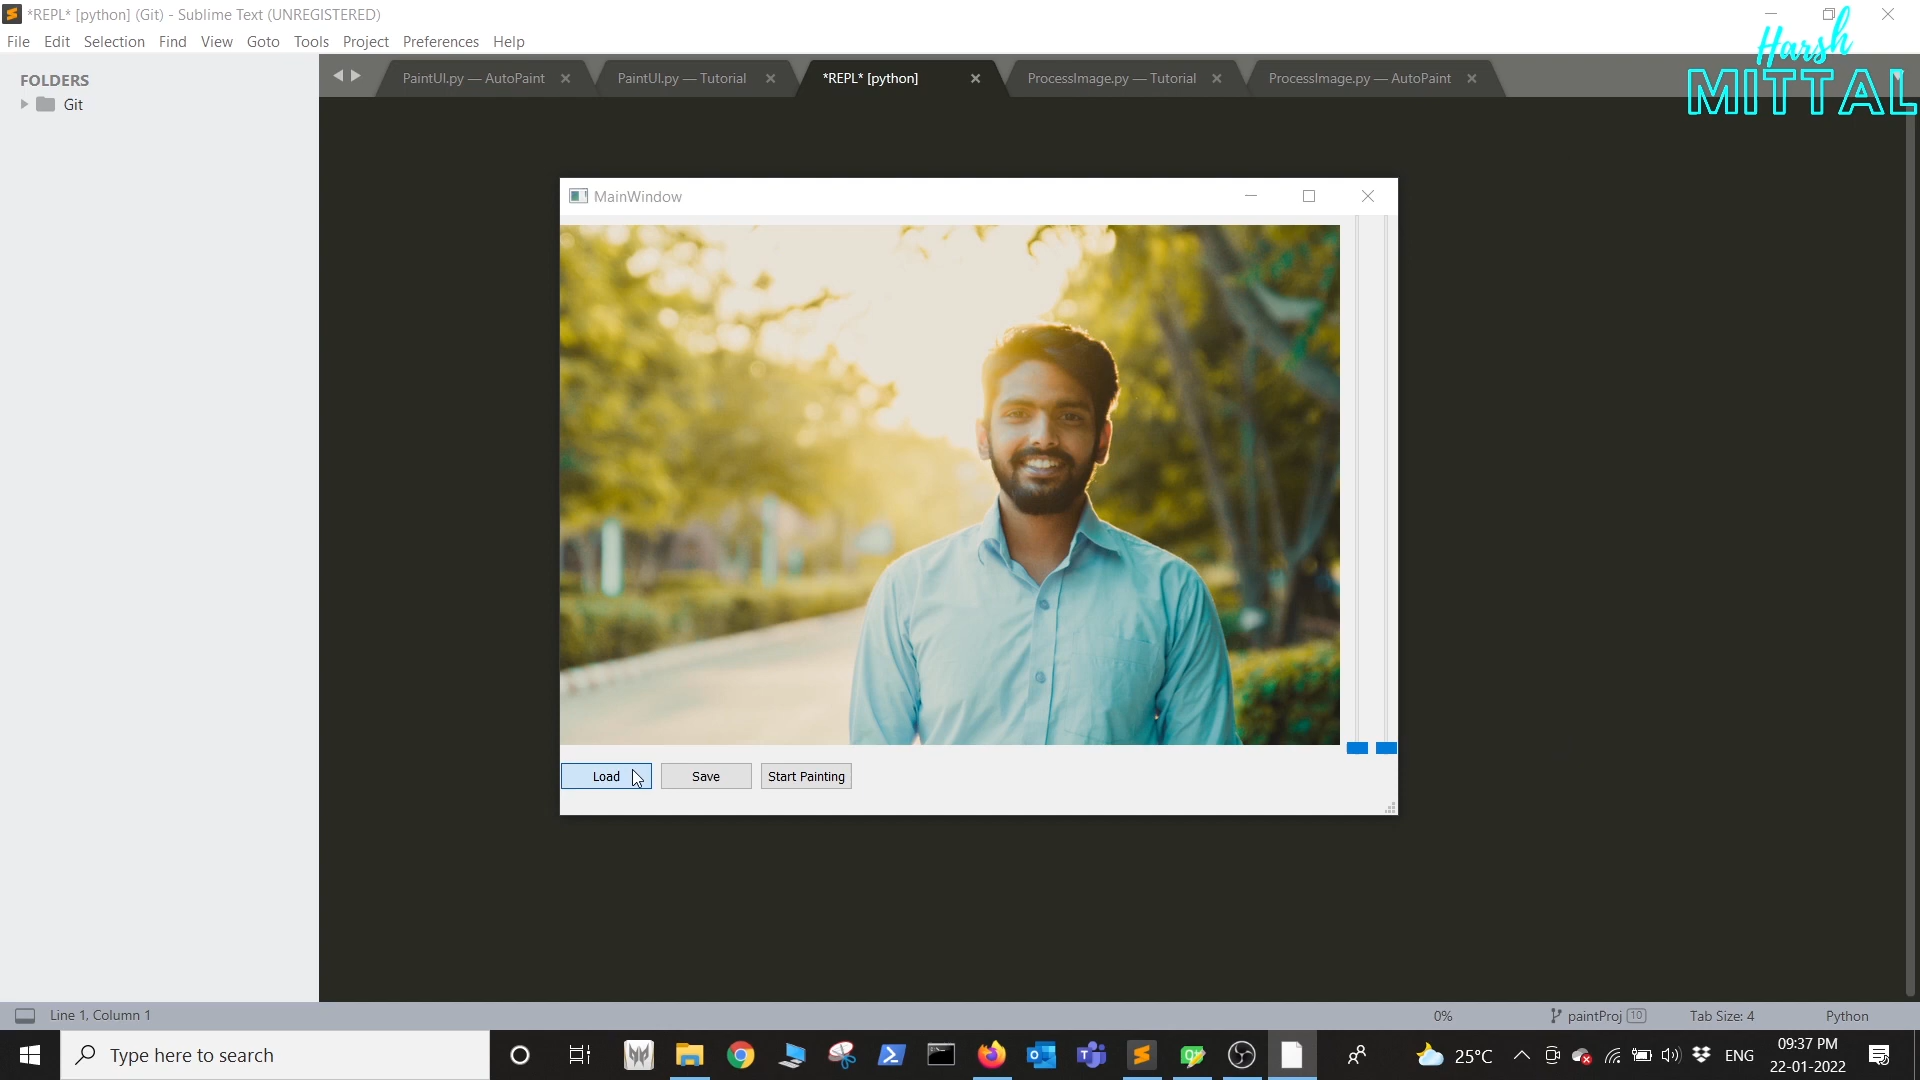 *REPL* [python] (Git) - Sublime Text (UNREGISTERED)
File Edit Selection Find View Goto Tools Project Preferences Help
Harsh
MITTAL
FOLDERS
Git
PaintUI.py — AutoPaint
PaintUI.py — Tutorial
*REPL* [python]
ProcessImage.py — Tutorial
ProcessImage.py — AutoPaint
MainWindow
Load
Save
Start Painting
Line 1, Column 1
0%
paintProj 10
Tab Size: 4
Python
Type here to search
25°C
ENG
09:37 PM
22-01-2022